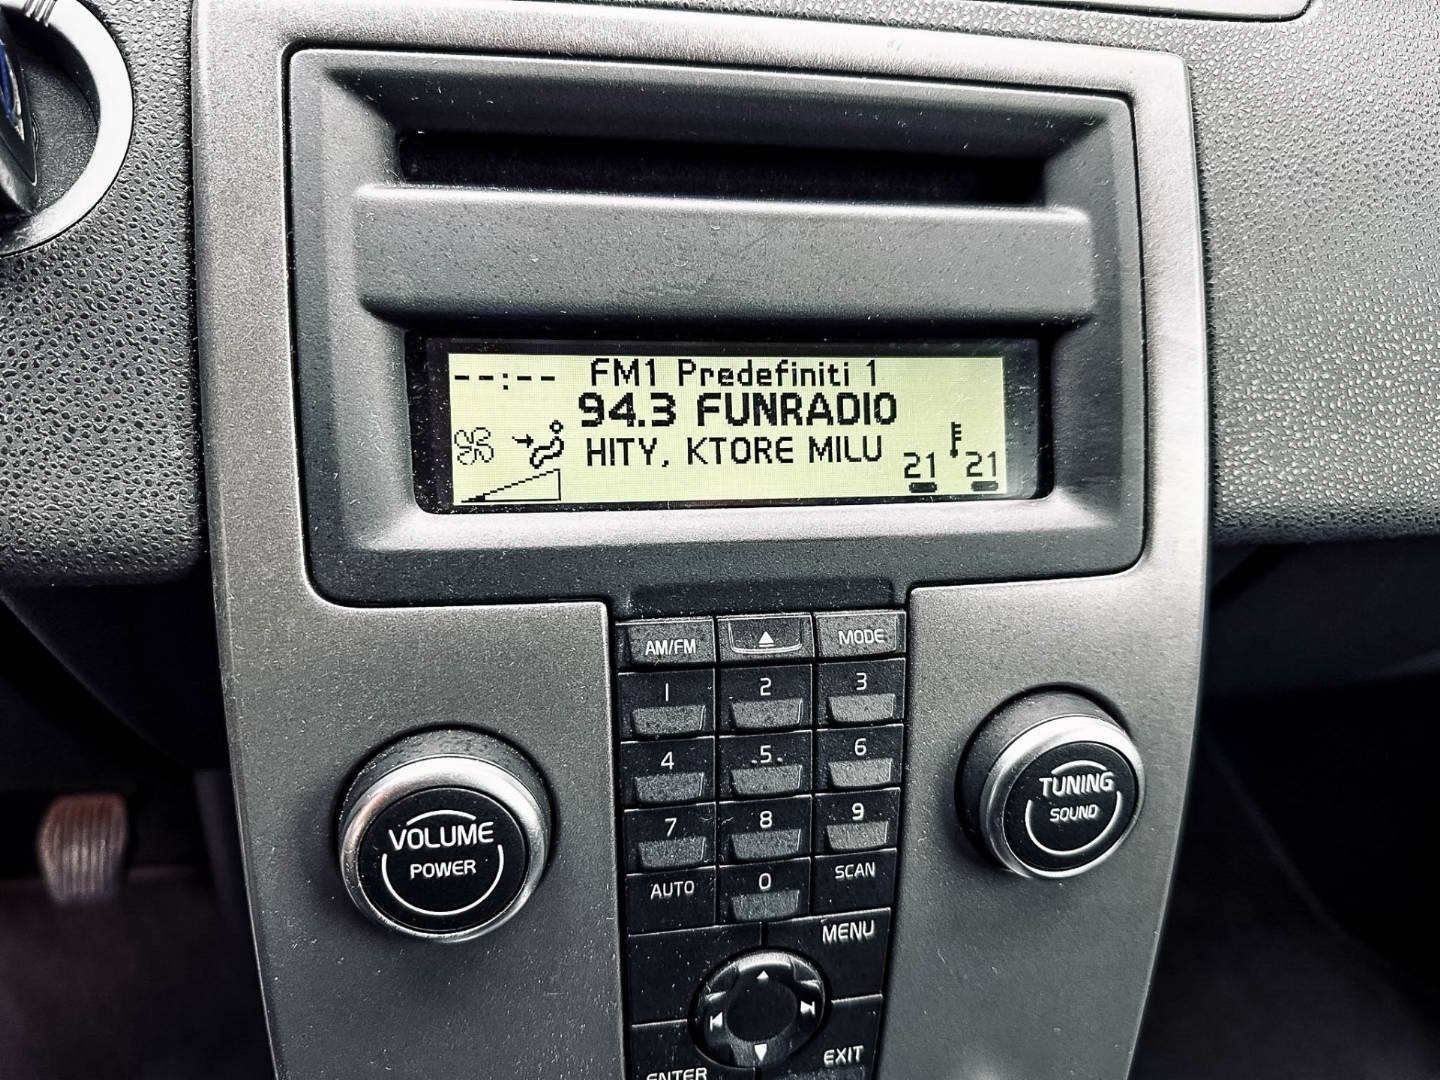 --:-- FM1 Predefiniti 1
94.3 FUNRADIO
HITY, KTORE MILU
21 21
AM/FM MODE
1 2 3
4 5 6
7 8 9
AUTO 0 SCAN
VOLUME
POWER
TUNING
SOUND
MENU
EXIT
ENTER